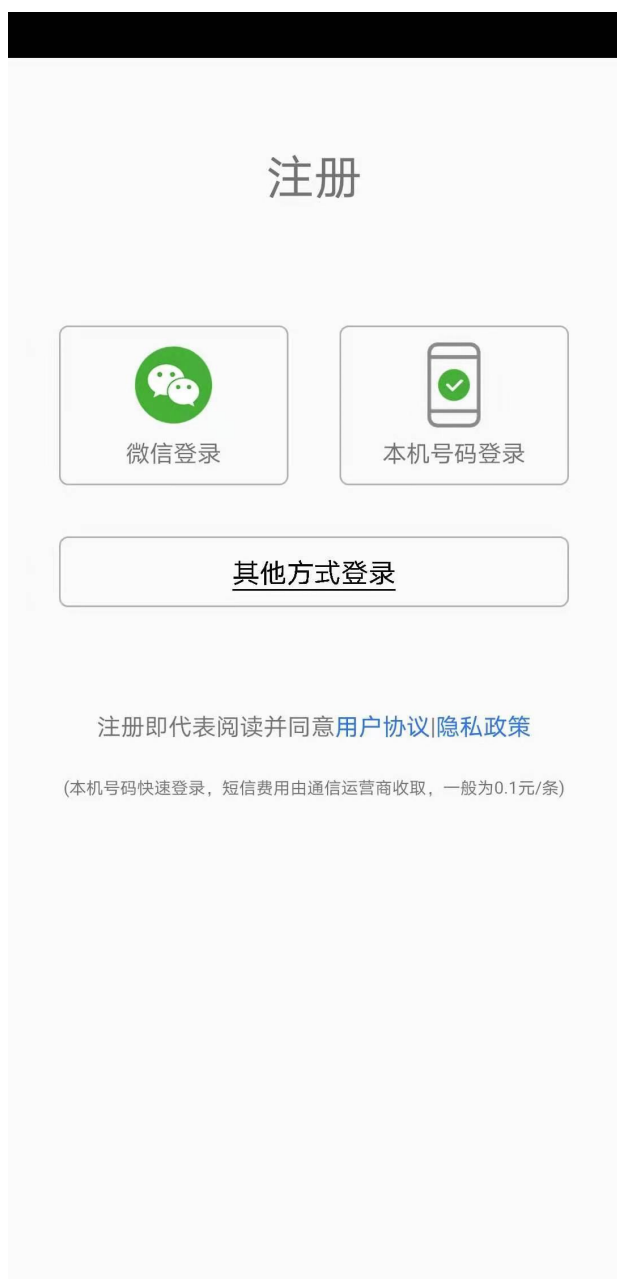 注册
微信登录
本机号码登录
其他方式登录
注册即代表阅读并同意用户协议|隐私政策
(本机号码快速登录，短信费用由通信运营商收取，一般为0.1元/条)